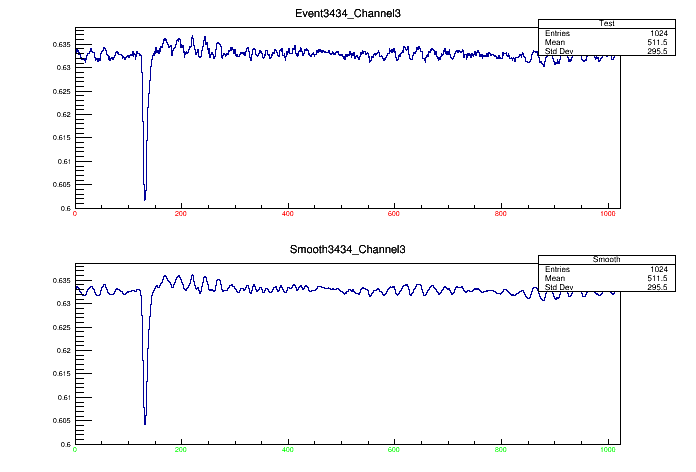 Event3434_Channel3
Test
Entries 1024
Mean 511.5
Std Dev 295.5
0.635
0.63
0.625
0.62
0.615
0.61
0.605
0.6
0 200 400 600 800 1000
Smooth3434_Channel3
Smooth
Entries 1024
Mean 511.5
Std Dev 295.5
0.635
0.63
0.625
0.62
0.615
0.61
0.605
0.6
0 200 400 600 800 1000